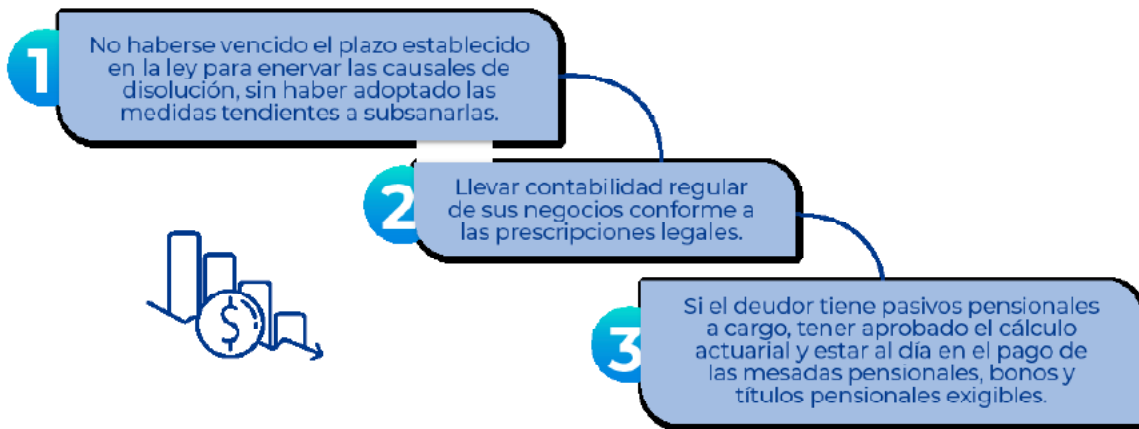 1
No haberse vencido el plazo establecido
en la ley para enervar las causales de
disolución, sin haber adoptado las
medidas tendientes a subsanarlas.
2
Llevar contabilidad regular
de sus negocios conforme a
las prescripciones legales.
3
Si el deudor tiene pasivos pensionales
a cargo, tener aprobado el cálculo
actuarial y estar al día en el pago de
las mesadas pensionales, bonos y
títulos pensionales exigibles.
$